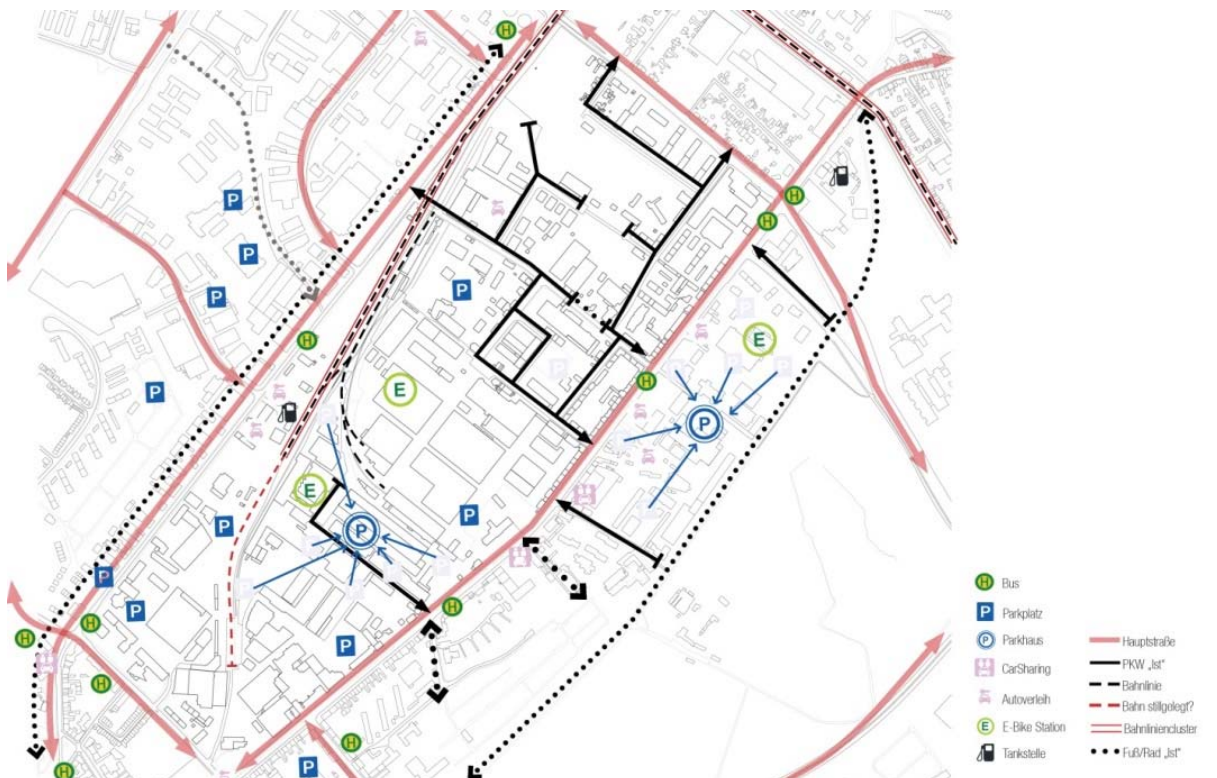 H
H
H
P
P
P
P
P
H
H
E
P
E
P
E
P
P
P
P
P
P
H
H
H
H
H
H
H Bus
P Parkplatz
P Parkhaus
CarSharing
Autoverleih
E E-Bike Station
Tankstelle
Hauptstraße
PKW „Ist"
Bahnlinie
Bahn stillgelegt?
Bahnliniencluster
Fuß/Rad „Ist"